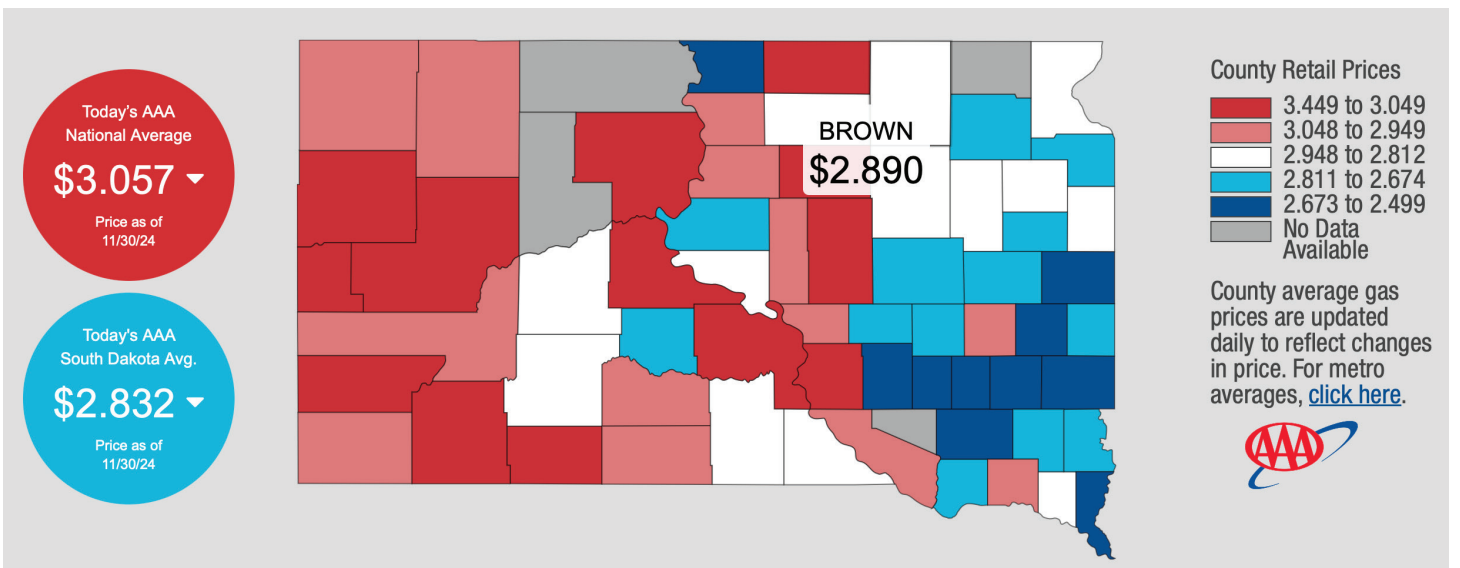 Today's AAA
National Average
$3.057
Price as of
11/30/24
Today's AAA
South Dakota Avg.
$2.832
Price as of
11/30/24
BROWN
$2.890
County Retail Prices
3.449 to 3.049
3.048 to 2.949
2.948 to 2.812
2.811 to 2.674
2.673 to 2.499
No Data
Available
County average gas
prices are updated
daily to reflect changes
in price. For metro
averages, click here.
AAA